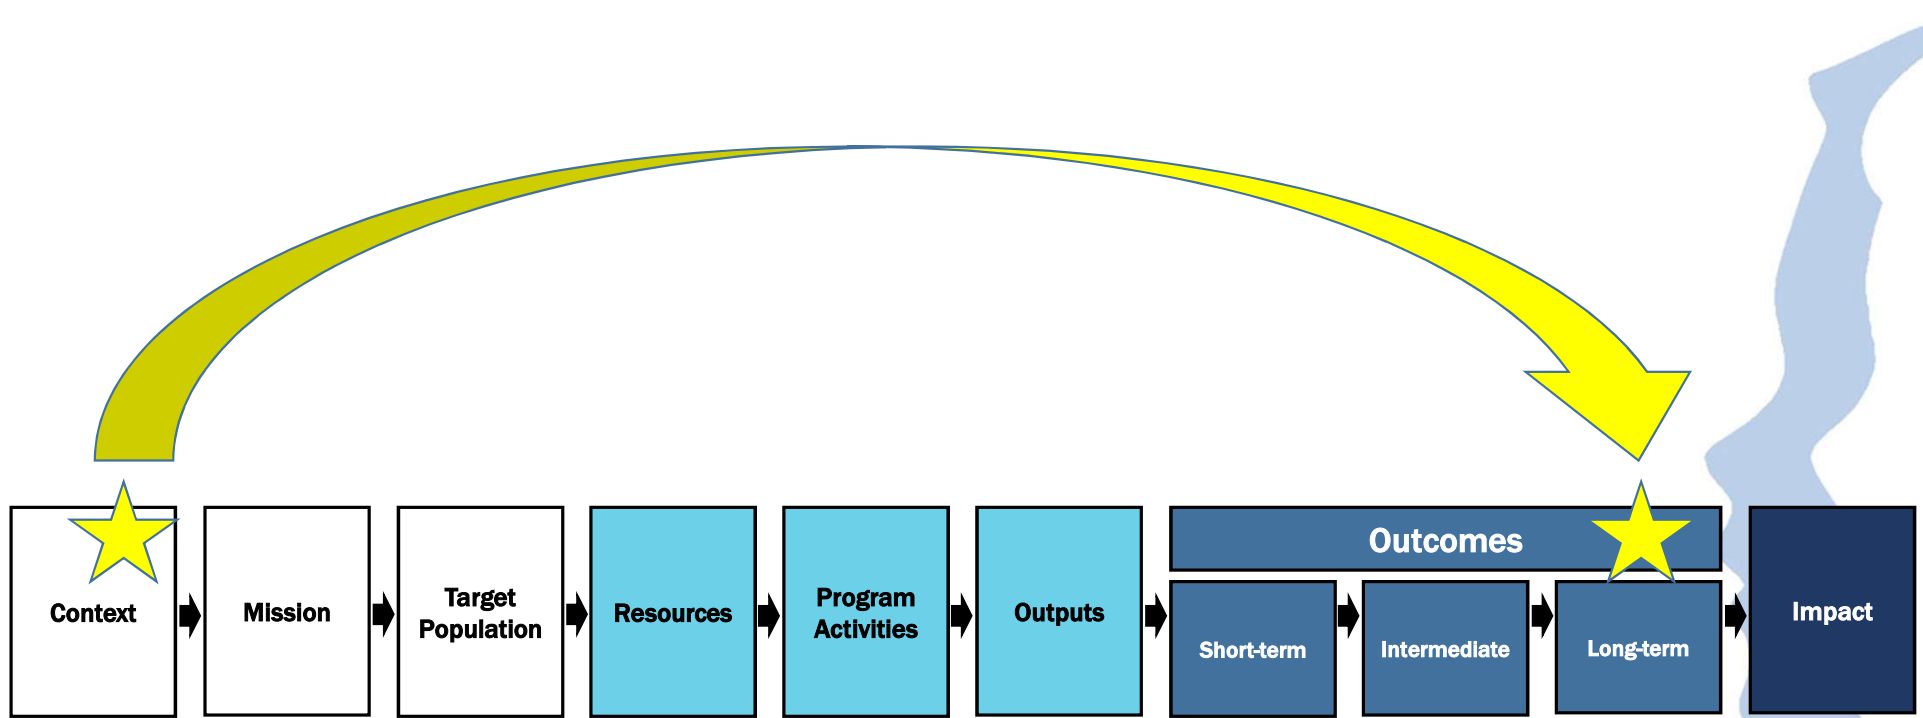 Context
Mission
Target
Population
Resources
Program
Activities
Outputs
Outcomes
Short-term
Intermediate
Long-term
Impact